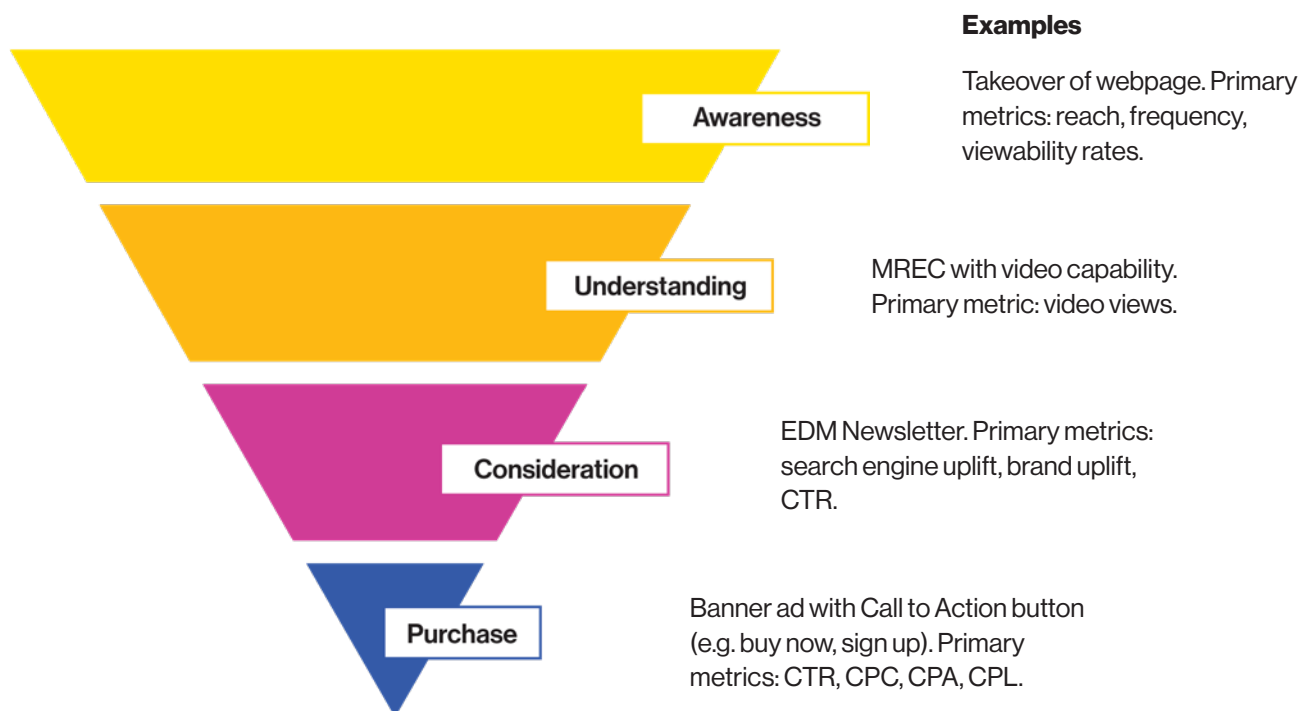 Examples
Awareness
Takeover of webpage. Primary
metrics: reach, frequency,
viewability rates.
Understanding
MREC with video capability.
Primary metric: video views.
Consideration
EDM Newsletter. Primary metrics:
search engine uplift, brand uplift,
CTR.
Purchase
Banner ad with Call to Action button
(e.g. buy now, sign up). Primary
metrics: CTR, CPC, CPA, CPL.